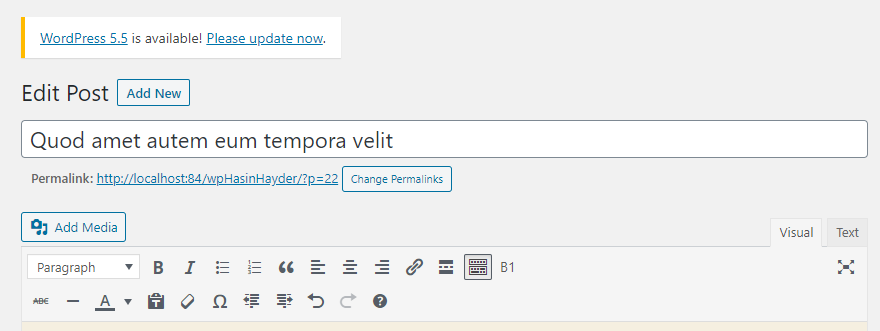 WordPress 5.5 is available! Please update now.
Edit Post Add New
Quod amet autem eum tempora velit
Permalink: http://localhost:84/wpHasinHayder/?p=22 Change Permalinks
Add Media Visual Text
Paragraph B I B1
ABC A T Ω ?